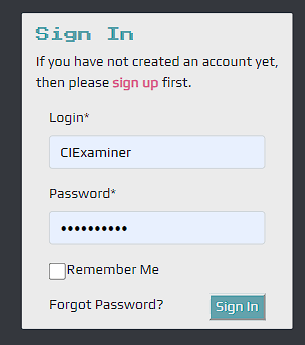 Sign In
If you have not created an account yet,
then please sign up first.
Login*
CIExaminer
Password*
••••••••••
Remember Me
Forgot Password?
Sign In